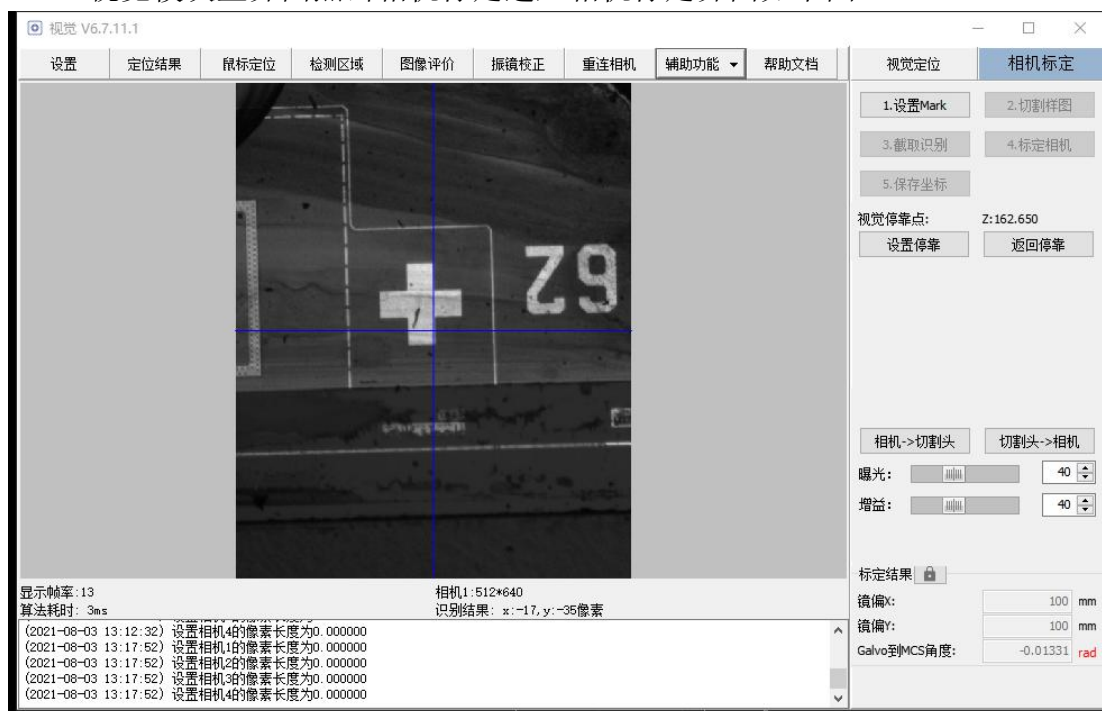 视觉 V6.7.11.1
设置 定位结果 鼠标定位 检测区域 图像评价 振镜校正 重连相机 辅助功能 帮助文档 视觉定位 相机标定
1.设置Mark 2.切割样图
3.截取识别 4.标定相机
5.保存坐标
视觉停靠点: Z:162.650
设置停靠 返回停靠
Z9
相机->切割头 切割头->相机
曝光: 40
增益: 40
标定结果
镜偏X: 100 mm
镜偏Y: 100 mm
Galvo到MCS角度: -0.01331 rad
显示帧率:13 相机1:512*640
算法耗时: 3ms 识别结果: x:-17,y:-35像素
(2021-08-03 13:12:32) 设置相机4的像素长度为0.000000
(2021-08-03 13:17:52) 设置相机1的像素长度为0.000000
(2021-08-03 13:17:52) 设置相机2的像素长度为0.000000
(2021-08-03 13:17:52) 设置相机3的像素长度为0.000000
(2021-08-03 13:17:52) 设置相机4的像素长度为0.000000